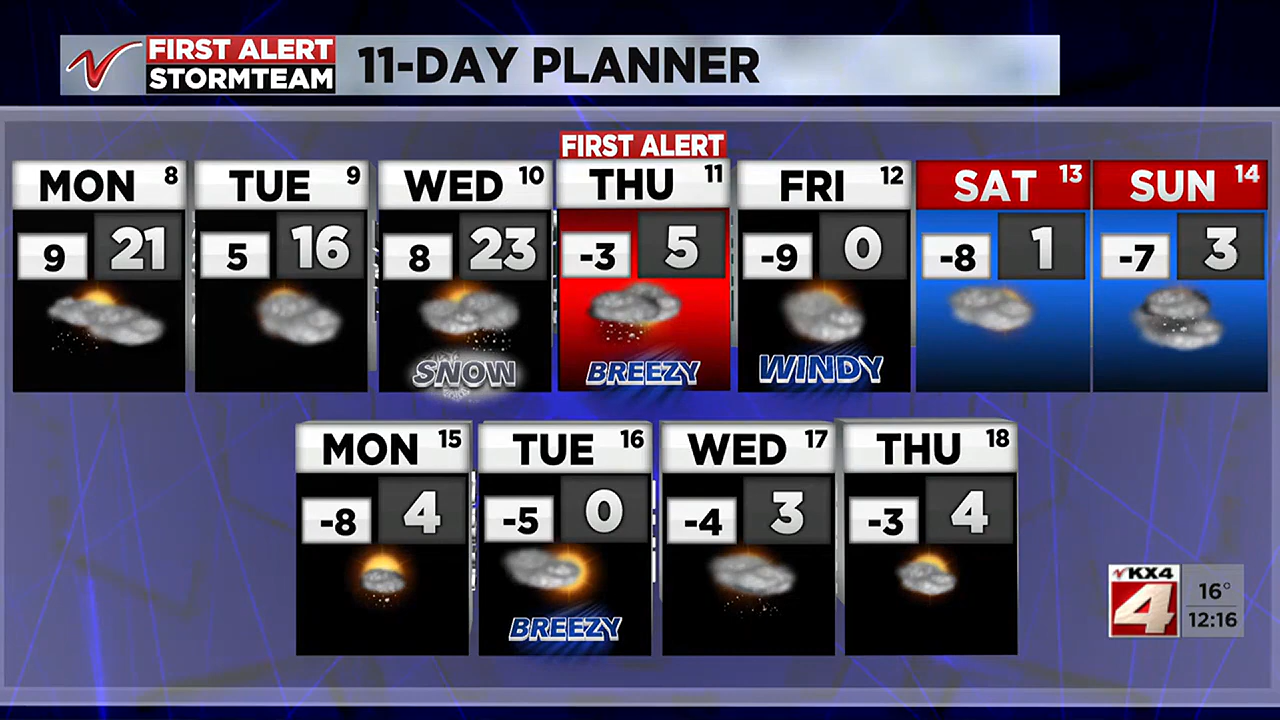 FIRST ALERT
STORMTEAM
11-DAY PLANNER
FIRST ALERT
MON 8
TUE 9
WED 10
THU 11
FRI 12
SAT 13
SUN 14
9 21
5 16
8 23
-3 5
-9 0
-8 1
-7 3
SNOW
BREEZY
WINDY
MON 15
TUE 16
WED 17
THU 18
-8 4
-5 0
-4 3
-3 4
BREEZY
KX4
4
16°
12:16